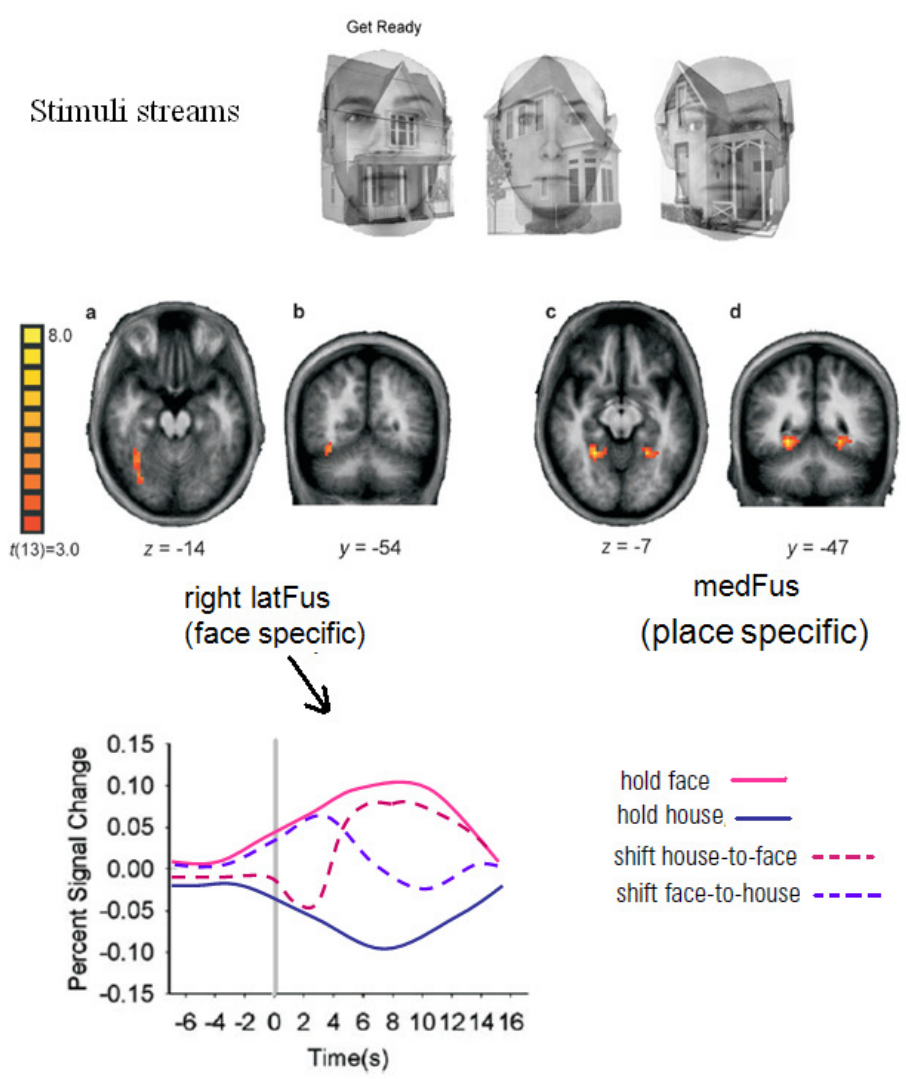 Get Ready
Stimuli streams
a
b
c
d
8.0
t(13)=3.0
z = -14
y = -54
z = -7
y = -47
right latFus
(face specific)
medFus
(place specific)
Percent Signal Change
0.15
0.10
0.05
0.00
-0.05
-0.10
-0.15
-6 -4 -2 0 2 4 6 8 10 12 14 16
Time(s)
hold face
hold house
shift house-to-face
shift face-to-house